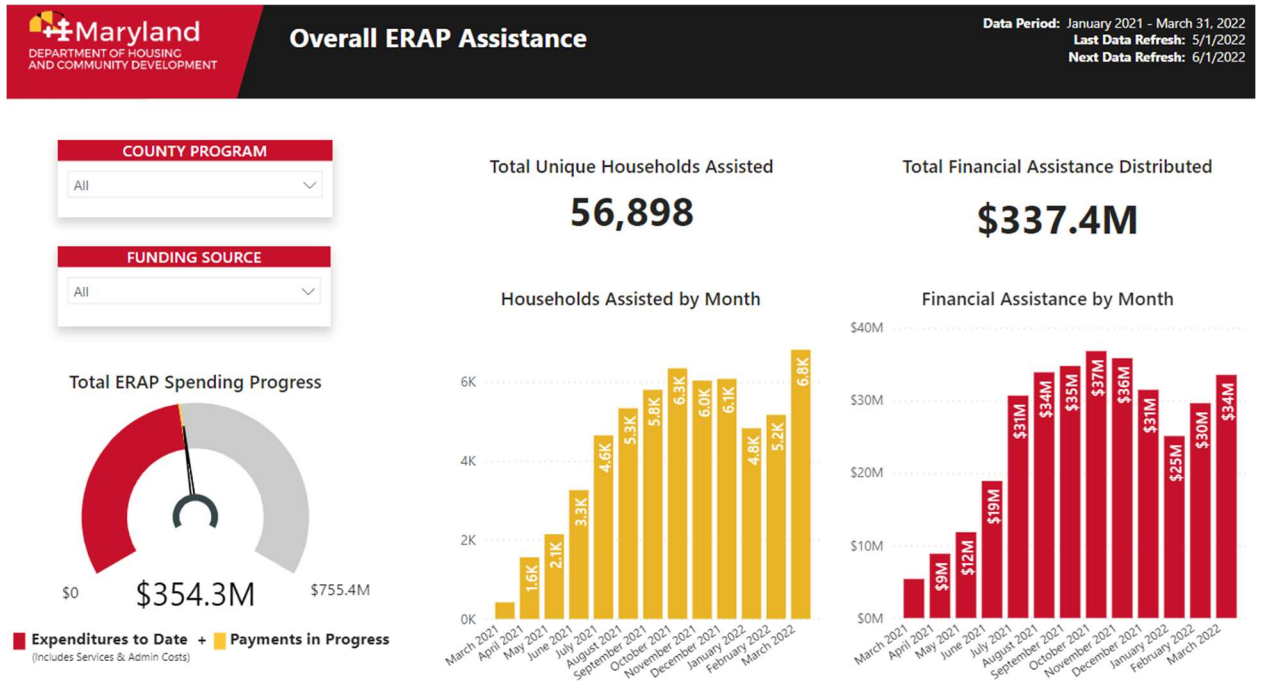 Maryland
DEPARTMENT OF HOUSING
AND COMMUNITY DEVELOPMENT
Overall ERAP Assistance
Data Period: January 2021 - March 31, 2022
Last Data Refresh: 5/1/2022
Next Data Refresh: 6/1/2022
COUNTY PROGRAM
All
FUNDING SOURCE
All
Total ERAP Spending Progress
$0
$354.3M
$755.4M
Expenditures to Date + Payments in Progress
(Includes Services & Admin Costs)
Total Unique Households Assisted
56,898
Households Assisted by Month
6K
4K
2K
0K
1.6K
2.1K
3.3K
4.6K
5.3K
5.8K
6.3K
6.0K
6.1K
4.8K
5.2K
6.8K
March 2021
April 2021
May 2021
June 2021
July 2021
August 2021
September 2021
October 2021
November 2021
December 2021
January 2022
February 2022
March 2022
Total Financial Assistance Distributed
$337.4M
Financial Assistance by Month
$40M
$30M
$20M
$10M
$0M
$9M
$12M
$19M
$31M
$34M
$35M
$37M
$36M
$31M
$25M
$30M
$34M
March 2021
April 2021
May 2021
June 2021
July 2021
August 2021
September 2021
October 2021
November 2021
December 2021
January 2022
February 2022
March 2022